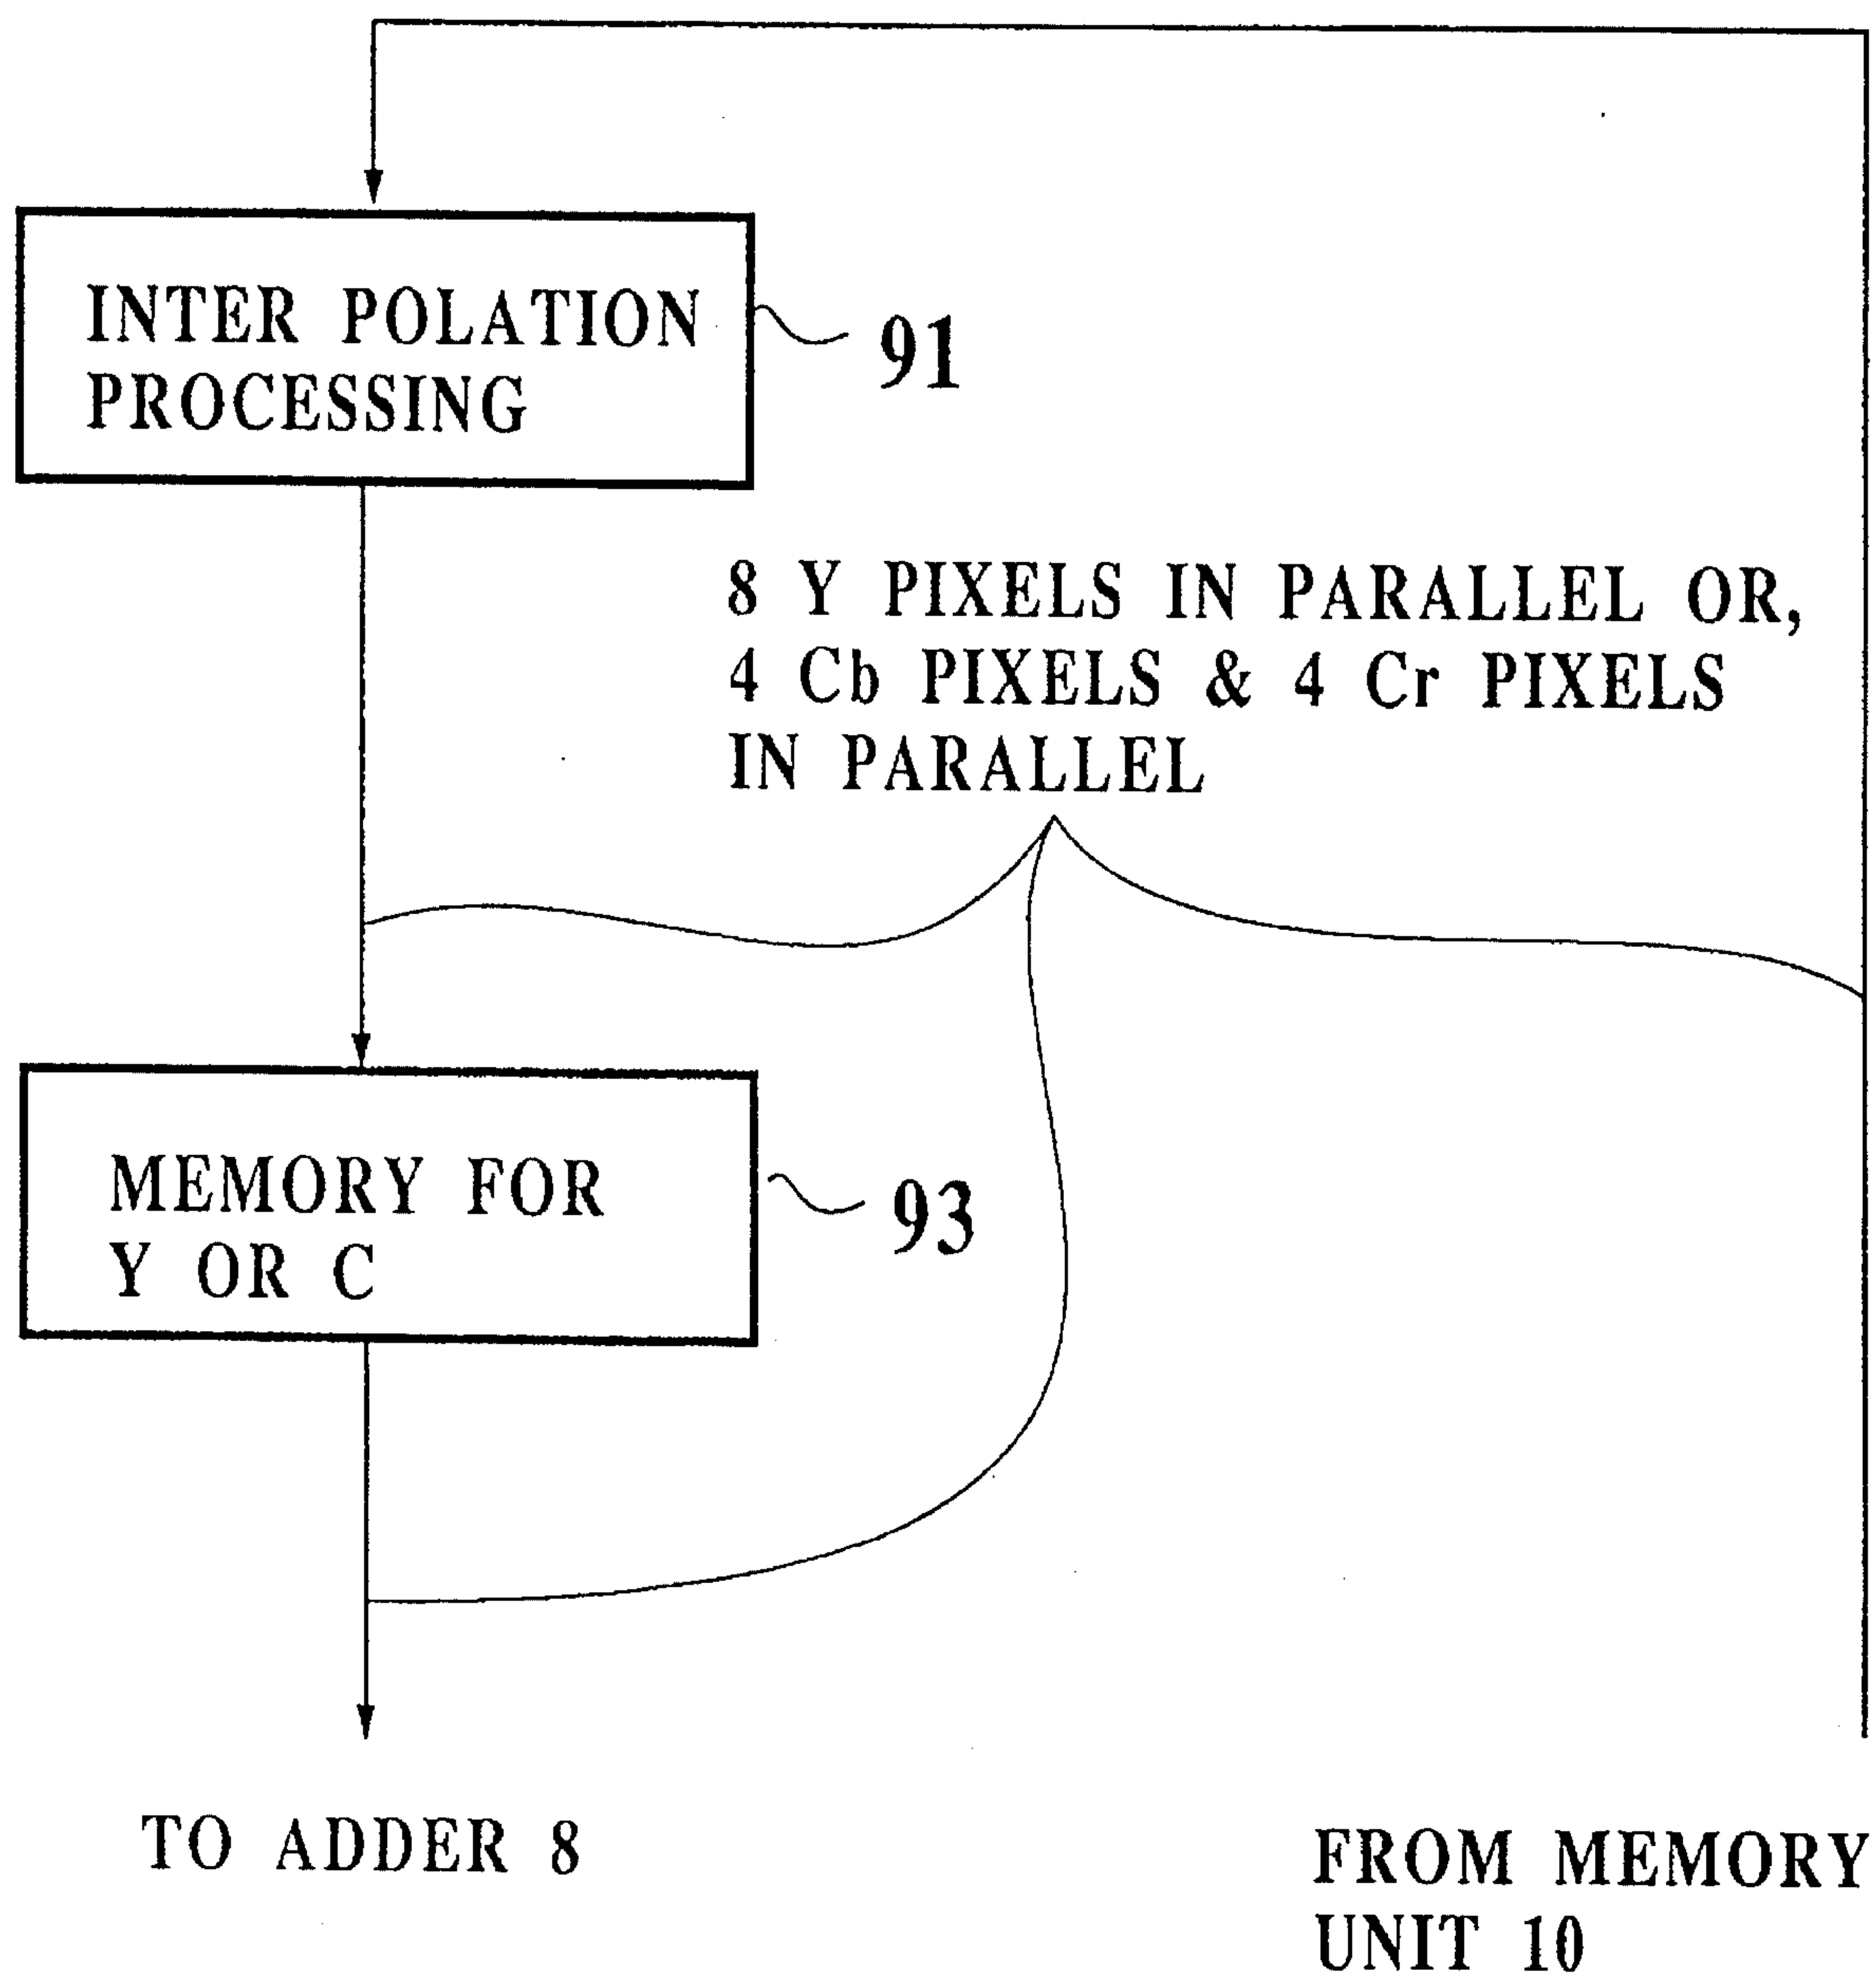 INTER POLATION
PROCESSING
91
8 Y PIXELS IN PARALLEL OR,
4 Cb PIXELS & 4 Cr PIXELS
IN PARALLEL
MEMORY FOR
Y OR C
93
TO ADDER 8
FROM MEMORY
UNIT 10